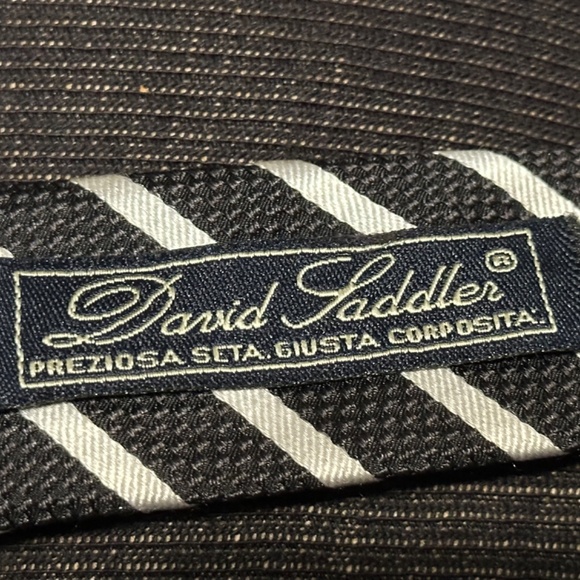 David Saddler®
PREZIOSA SETA. GIUSTA CORPOSITA'.